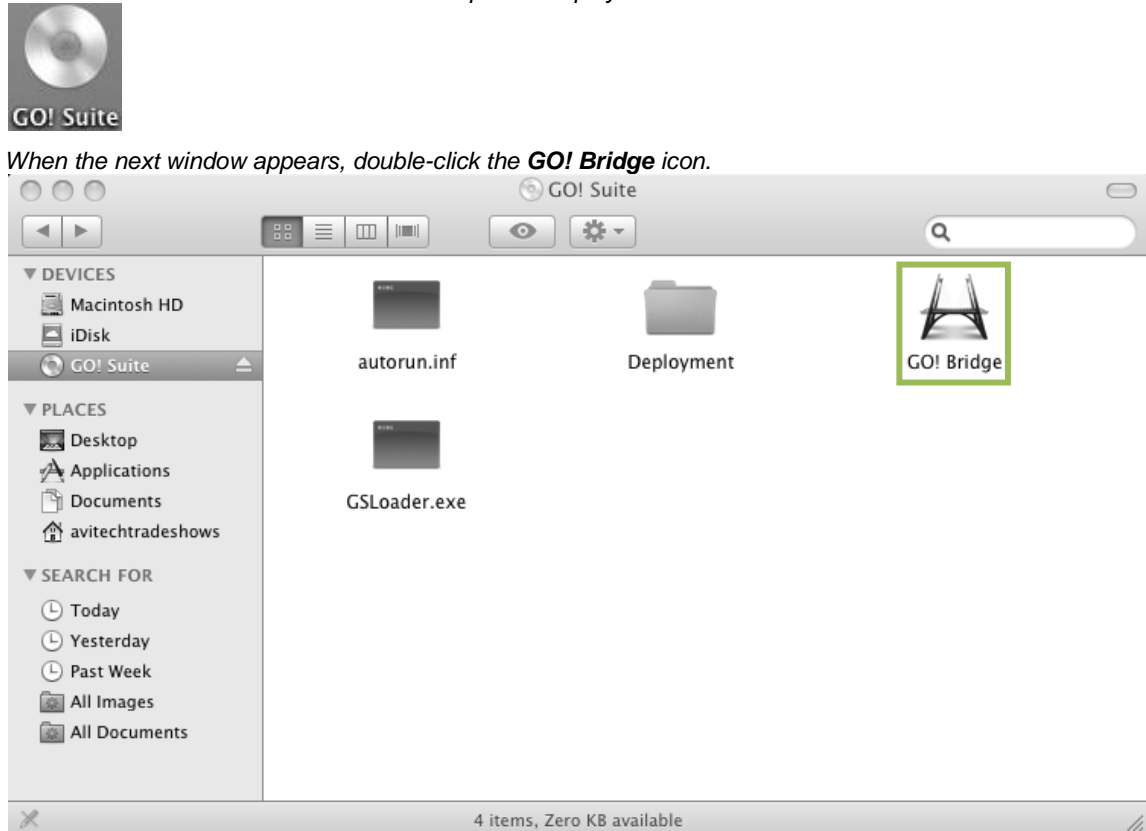 GO! Suite
When the next window appears, double-click the GO! Bridge icon.
GO! Suite
DEVICES
Macintosh HD
iDisk
GO! Suite
PLACES
Desktop
Applications
Documents
avitechtradeshows
SEARCH FOR
Today
Yesterday
Past Week
All Images
All Documents
autorun.inf
Deployment
GO! Bridge
GSLoader.exe
4 items, Zero KB available